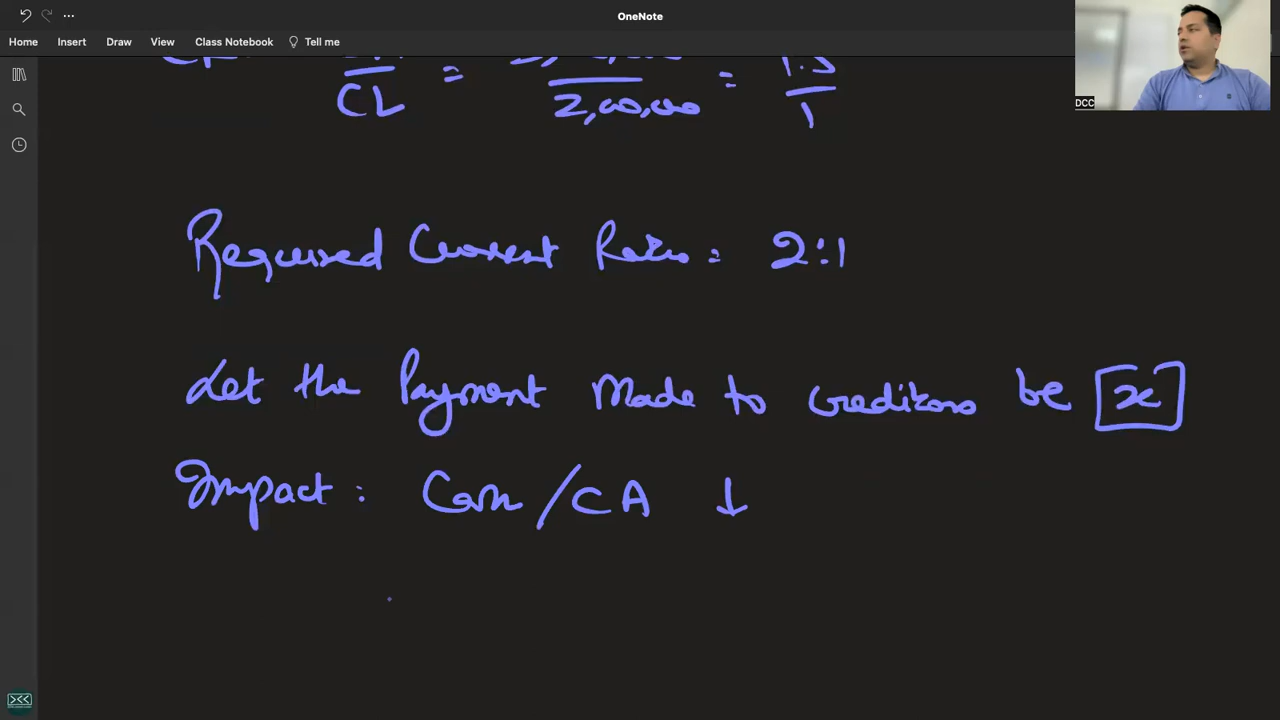 OneNote
Home Insert Draw View Class Notebook Tell me
CL = 2,00,000 = 1
Required Current Ratio = 2:1
Let the Payment Made to creditors be x
Impact: Cash/CA ↓
DCC